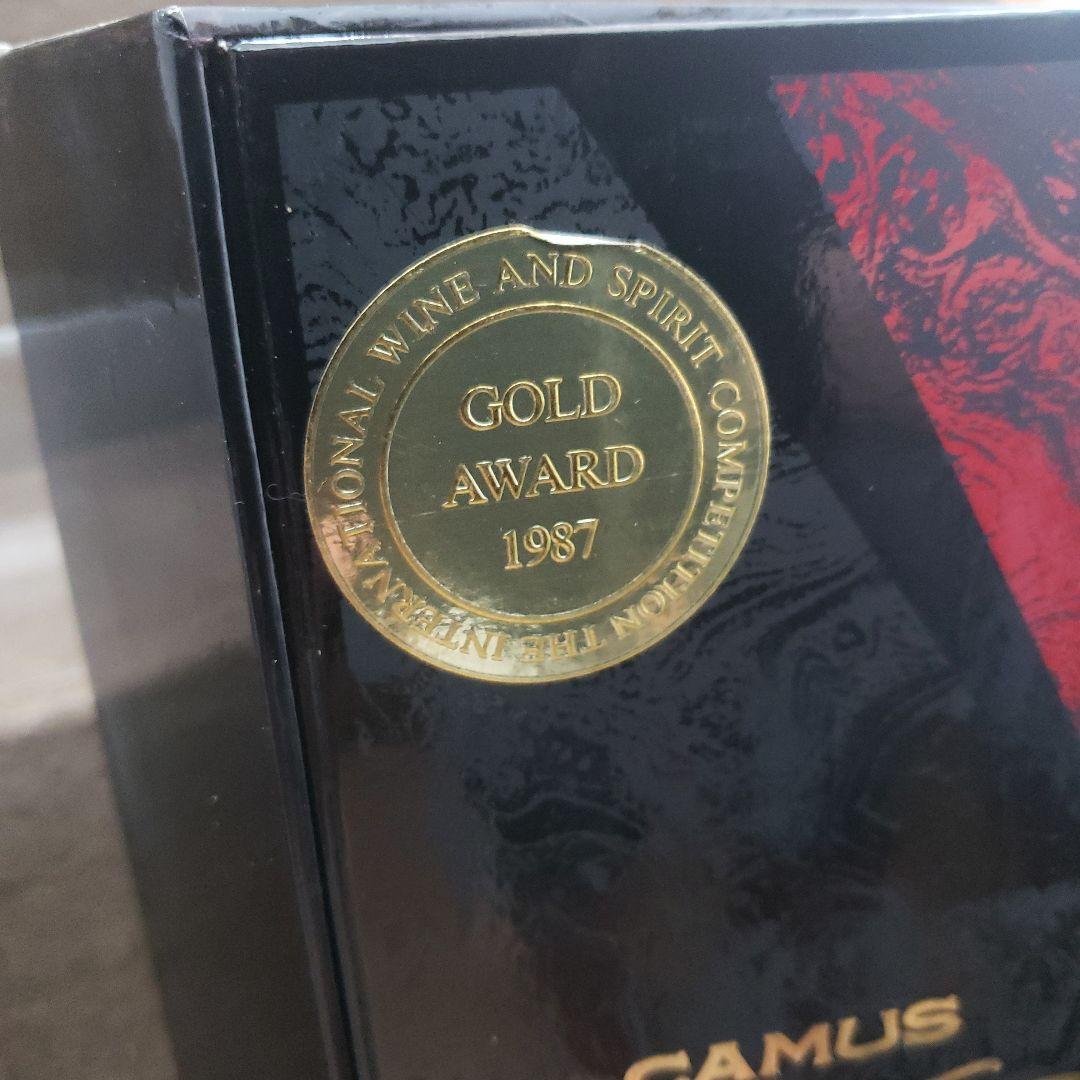 THE INTERNATIONAL WINE AND SPIRIT COMPETITION
GOLD
AWARD
1987
CAMUS